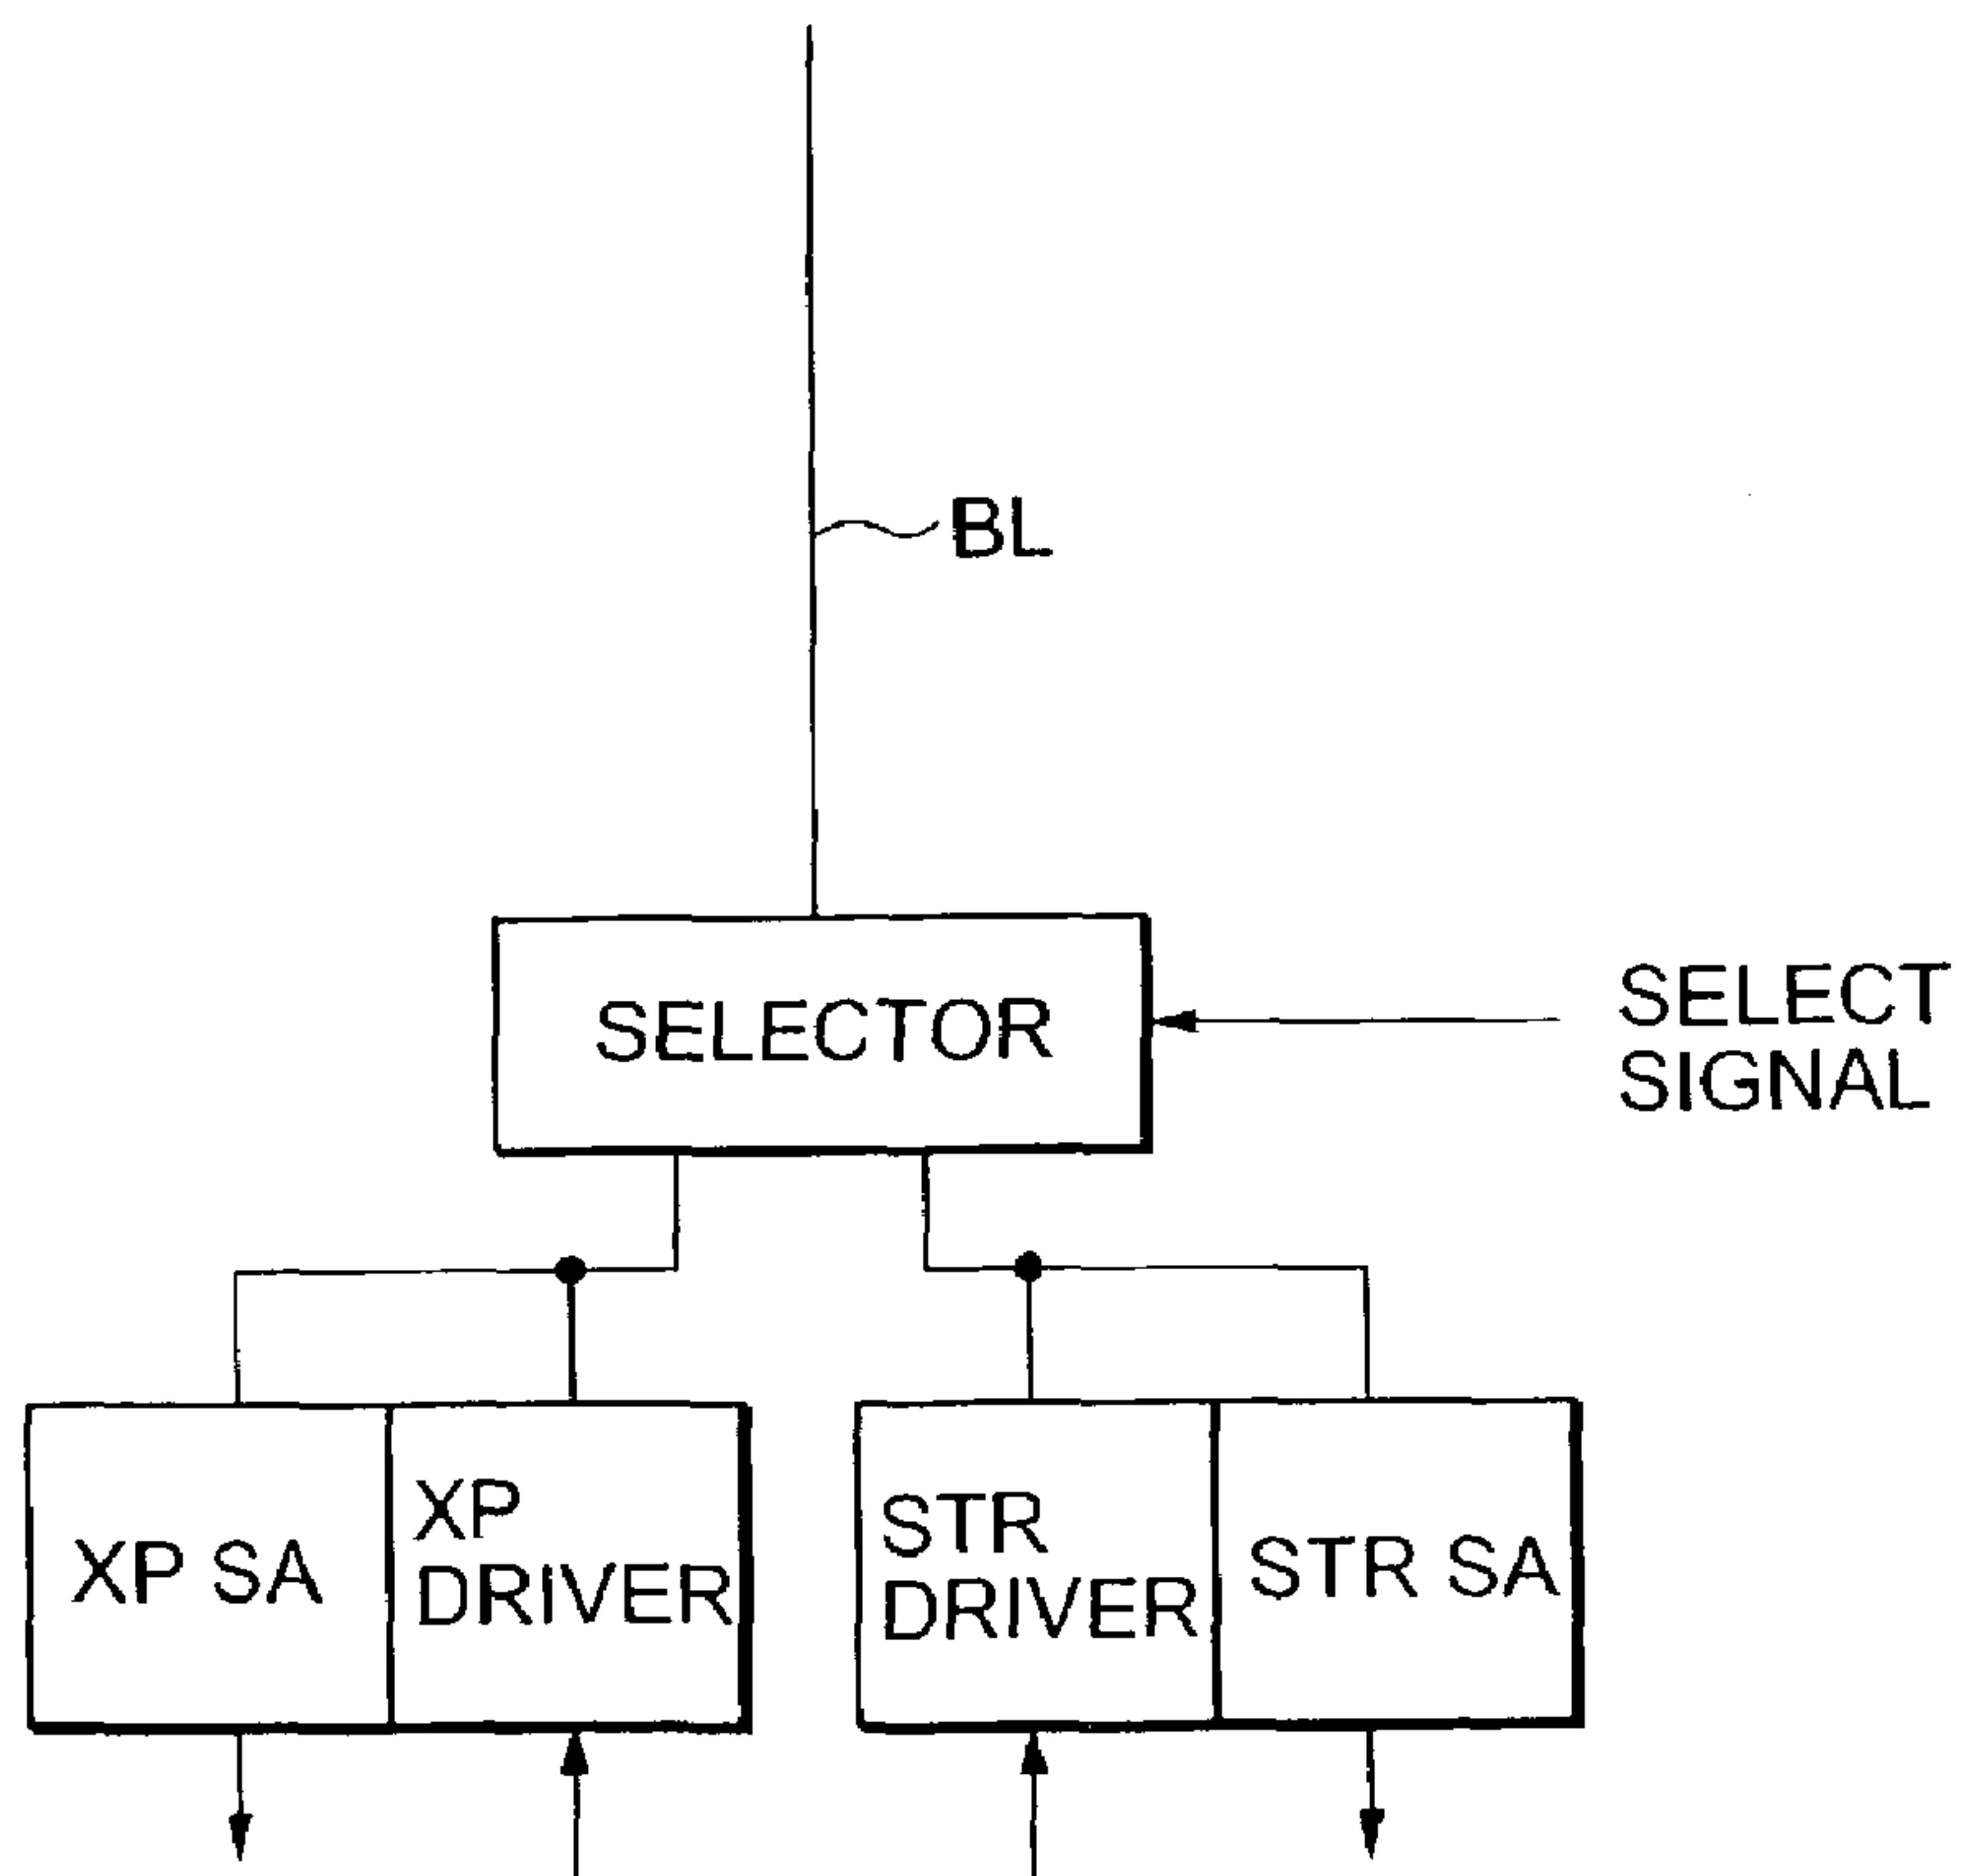 BL
SELECTOR
SELECT
SIGNAL
XP SA
XP
DRIVER
STR
DRIVER
STR SA